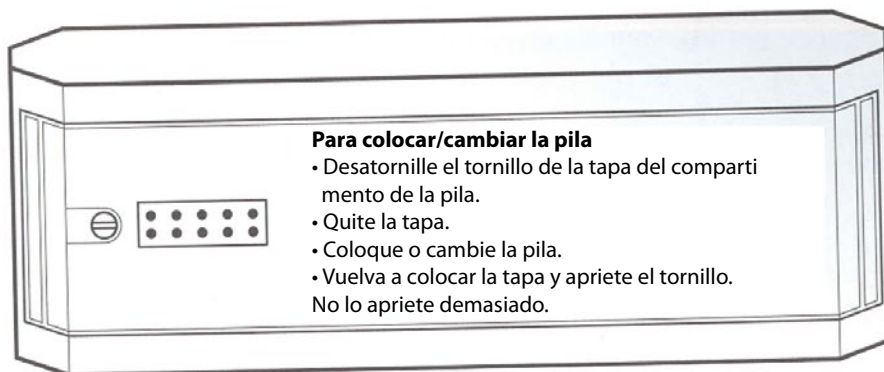 Para colocar/cambiar la pila
• Desatornille el tornillo de la tapa del comparti
mento de la pila.
• Quite la tapa.
• Coloque o cambie la pila.
• Vuelva a colocar la tapa y apriete el tornillo.
No lo apriete demasiado.